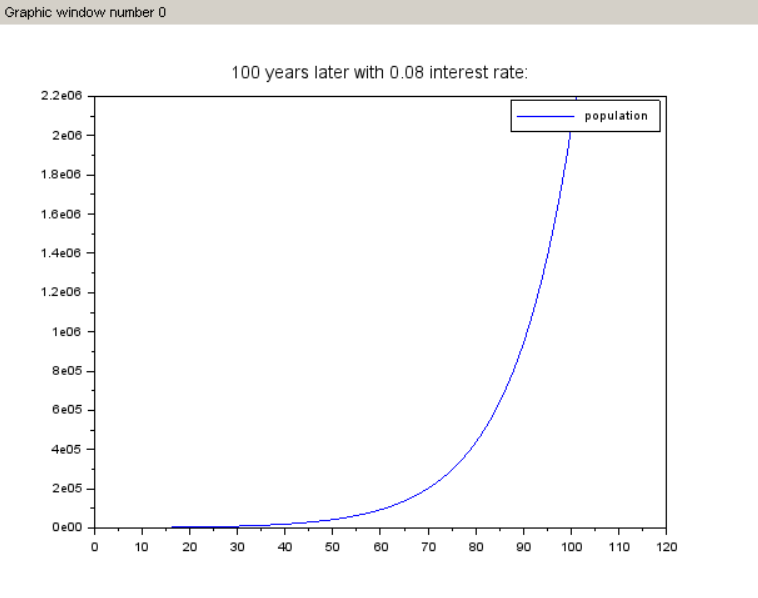 Graphic window number 0
100 years later with 0.08 interest rate:
2.2e06
2e06
1.8e06
1.6e06
1.4e06
1.2e06
1e06
8e05
6e05
4e05
2e05
0e00
population
0 10 20 30 40 50 60 70 80 90 100 110 120